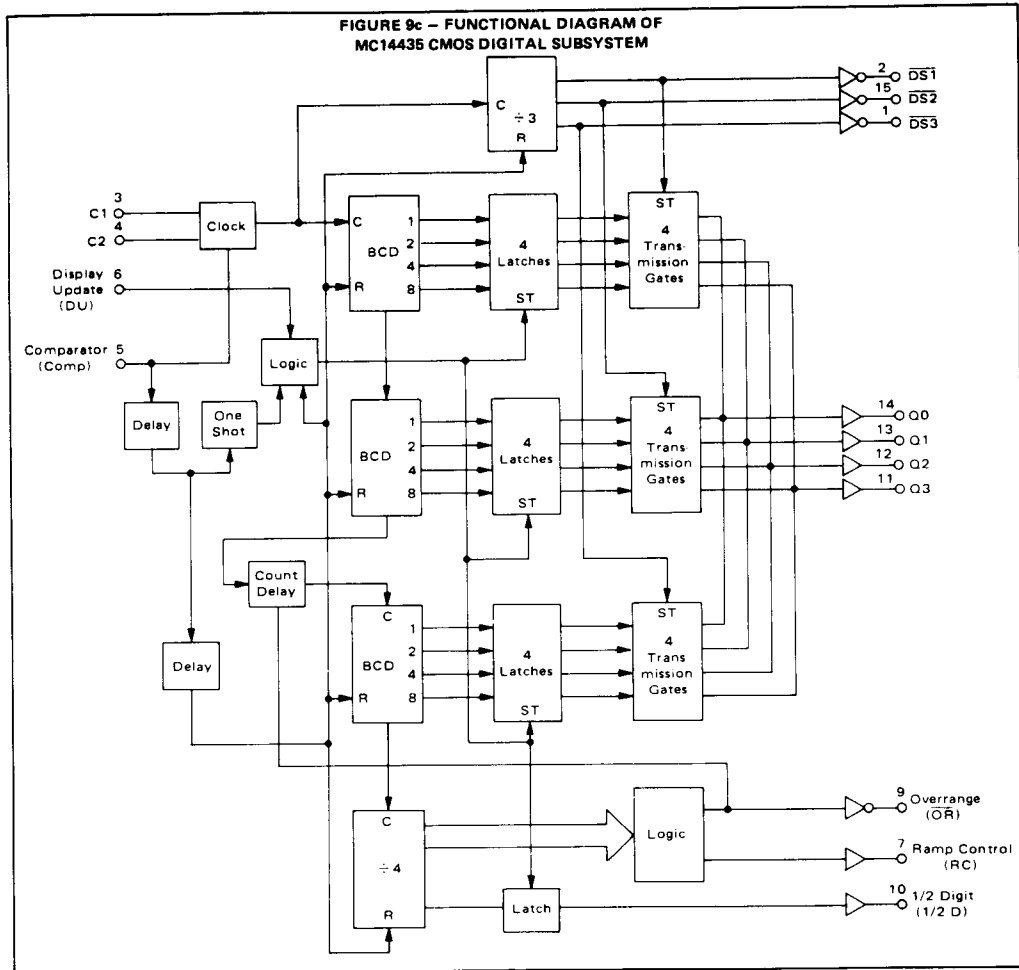 FIGURE 9c – FUNCTIONAL DIAGRAM OF
MC14435 CMOS DIGITAL SUBSYSTEM
C
÷3
R
2
DS1
15
DS2
1
DS3
3
C1
4
C2
Clock
Display
Update
(DU)
6
Comparator
(Comp)
5
Logic
Delay
One
Shot
C
BCD
R
1
2
4
8
4
Latches
ST
ST
4
Trans-
mission
Gates
BCD
R
1
2
4
8
4
Latches
ST
ST
4
Trans-
mission
Gates
14
Q0
13
Q1
12
Q2
11
Q3
Count
Delay
Delay
C
BCD
R
1
2
4
8
4
Latches
ST
ST
4
Trans
mission
Gates
C
÷4
R
Logic
Latch
9
Overrange
(OR)
7
Ramp Control
(RC)
10
1/2 Digit
(1/2 D)